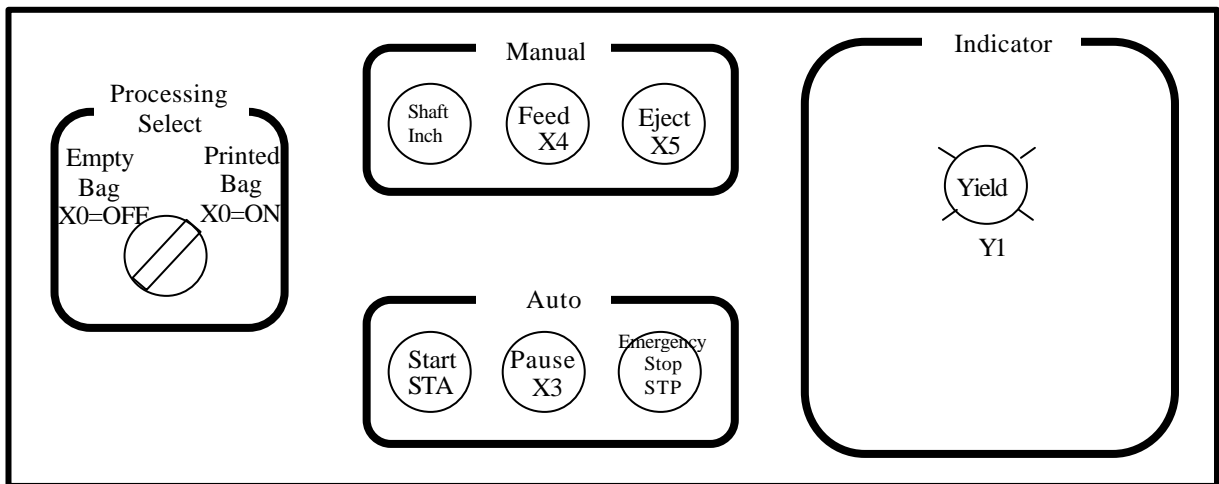 Processing
Select
Empty
Bag
X0=OFF
Printed
Bag
X0=ON
Manual
Shaft
Inch
Feed
X4
Eject
X5
Auto
Start
STA
Pause
X3
Emergency
Stop
STP
Indicator
Yield
Y1